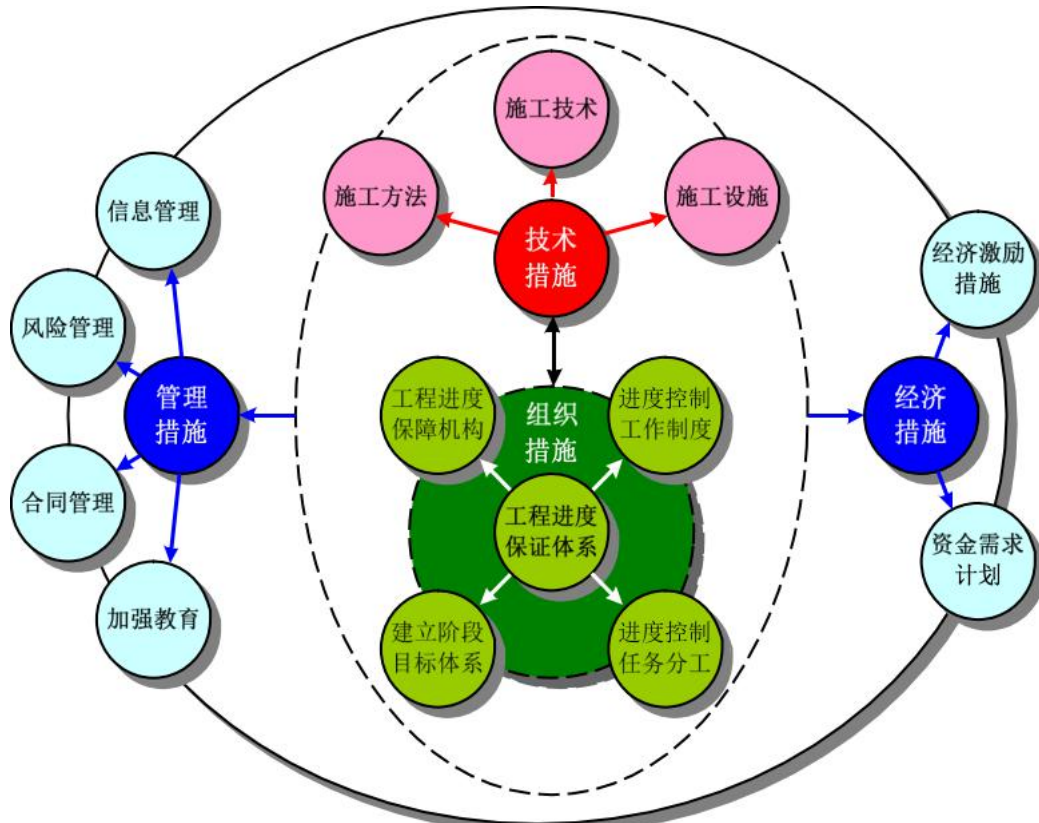 施工技术
施工方法
施工设施
技术
措施
信息管理
风险管理
管理
措施
合同管理
加强教育
组织
措施
工程进度
保障机构
进度控制
工作制度
工程进度
保证体系
建立阶段
目标体系
进度控制
任务分工
经济激励
措施
经济
措施
资金需求
计划